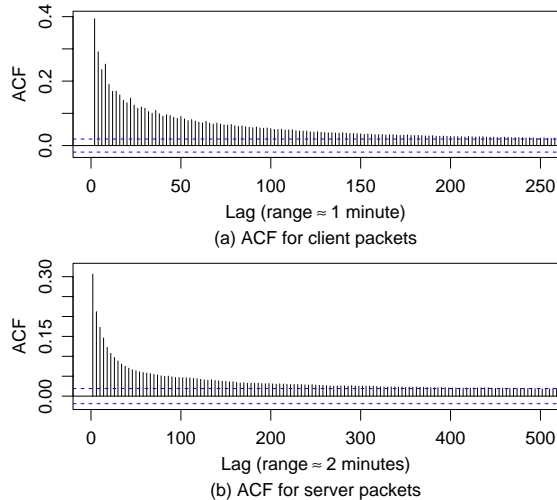 ACF
0.4
0.2
0.0
0 50 100 150 200 250
Lag (range ≈ 1 minute)
(a) ACF for client packets
ACF
0.30
0.15
0.00
0 100 200 300 400 500
Lag (range ≈ 2 minutes)
(b) ACF for server packets